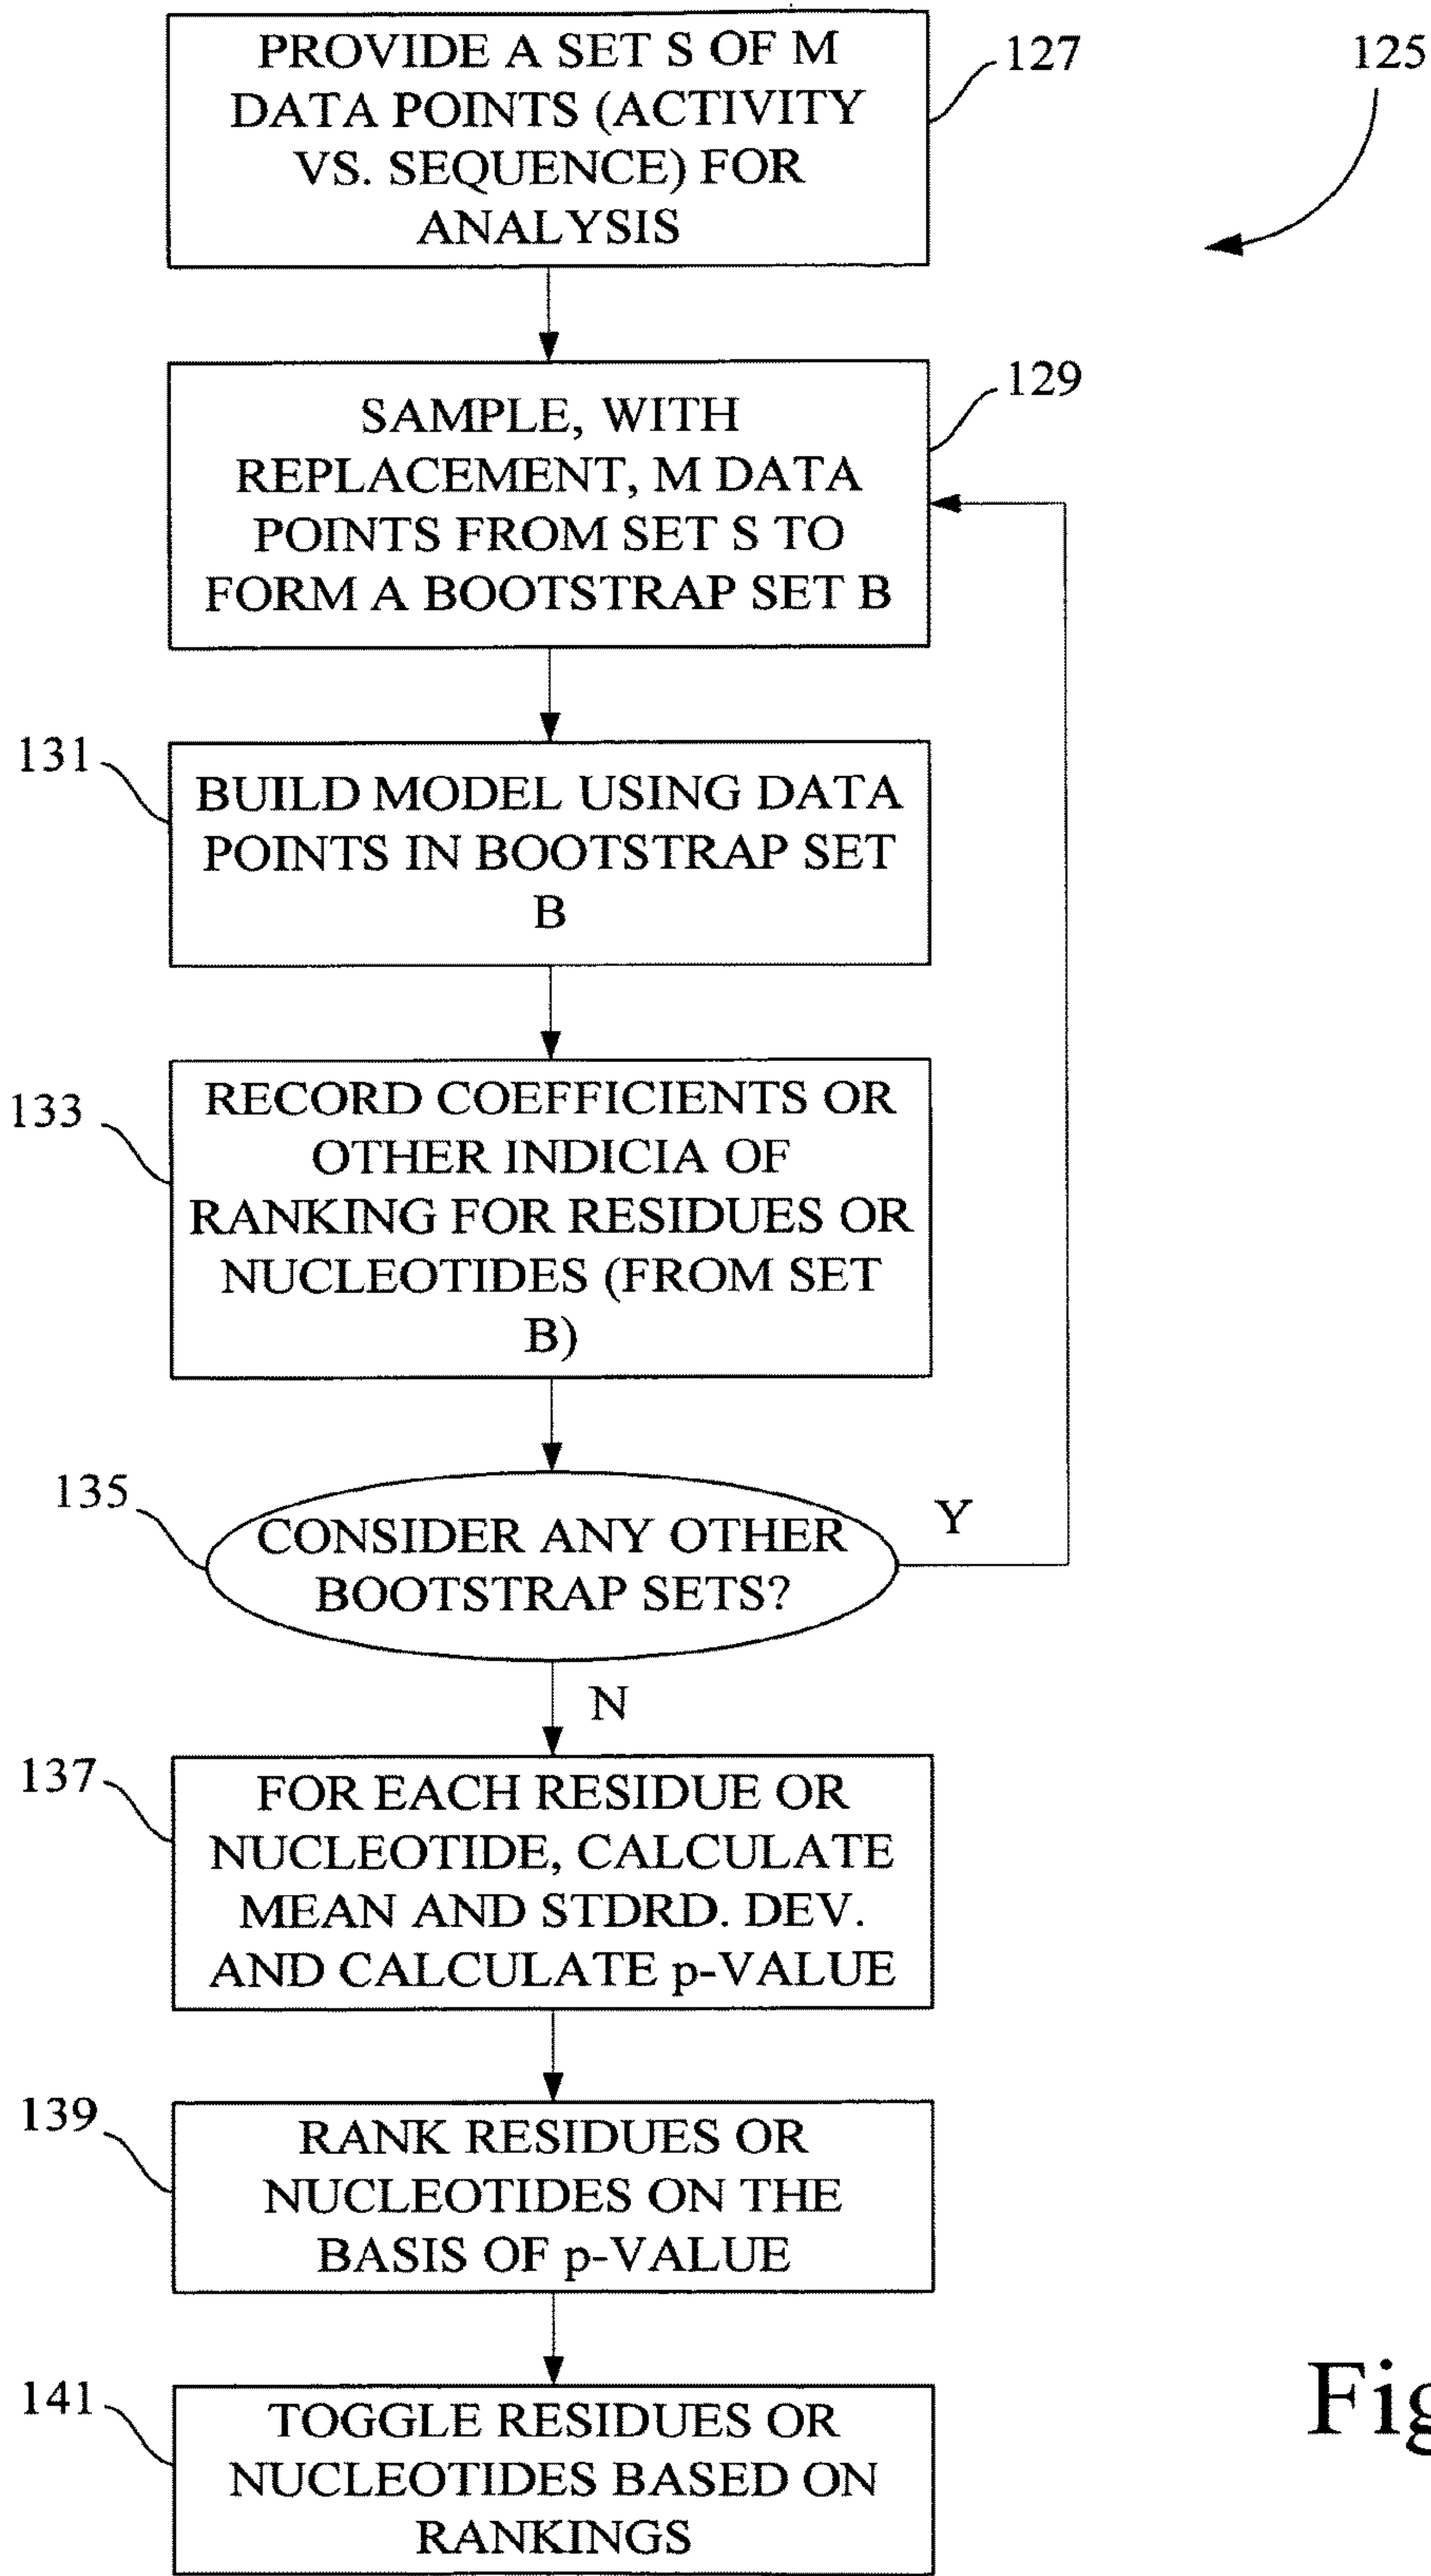 PROVIDE A SET S OF M
DATA POINTS (ACTIVITY
VS. SEQUENCE) FOR
ANALYSIS
127
125
SAMPLE, WITH
REPLACEMENT, M DATA
POINTS FROM SET S TO
FORM A BOOTSTRAP SET B
129
131
BUILD MODEL USING DATA
POINTS IN BOOTSTRAP SET
B
133
RECORD COEFFICIENTS OR
OTHER INDICIA OF
RANKING FOR RESIDUES OR
NUCLEOTIDES (FROM SET
B)
135
CONSIDER ANY OTHER
BOOTSTRAP SETS?
Y
N
137
FOR EACH RESIDUE OR
NUCLEOTIDE, CALCULATE
MEAN AND STDRD. DEV.
AND CALCULATE p-VALUE
139
RANK RESIDUES OR
NUCLEOTIDES ON THE
BASIS OF p-VALUE
141
TOGGLE RESIDUES OR
NUCLEOTIDES BASED ON
RANKINGS
Fig